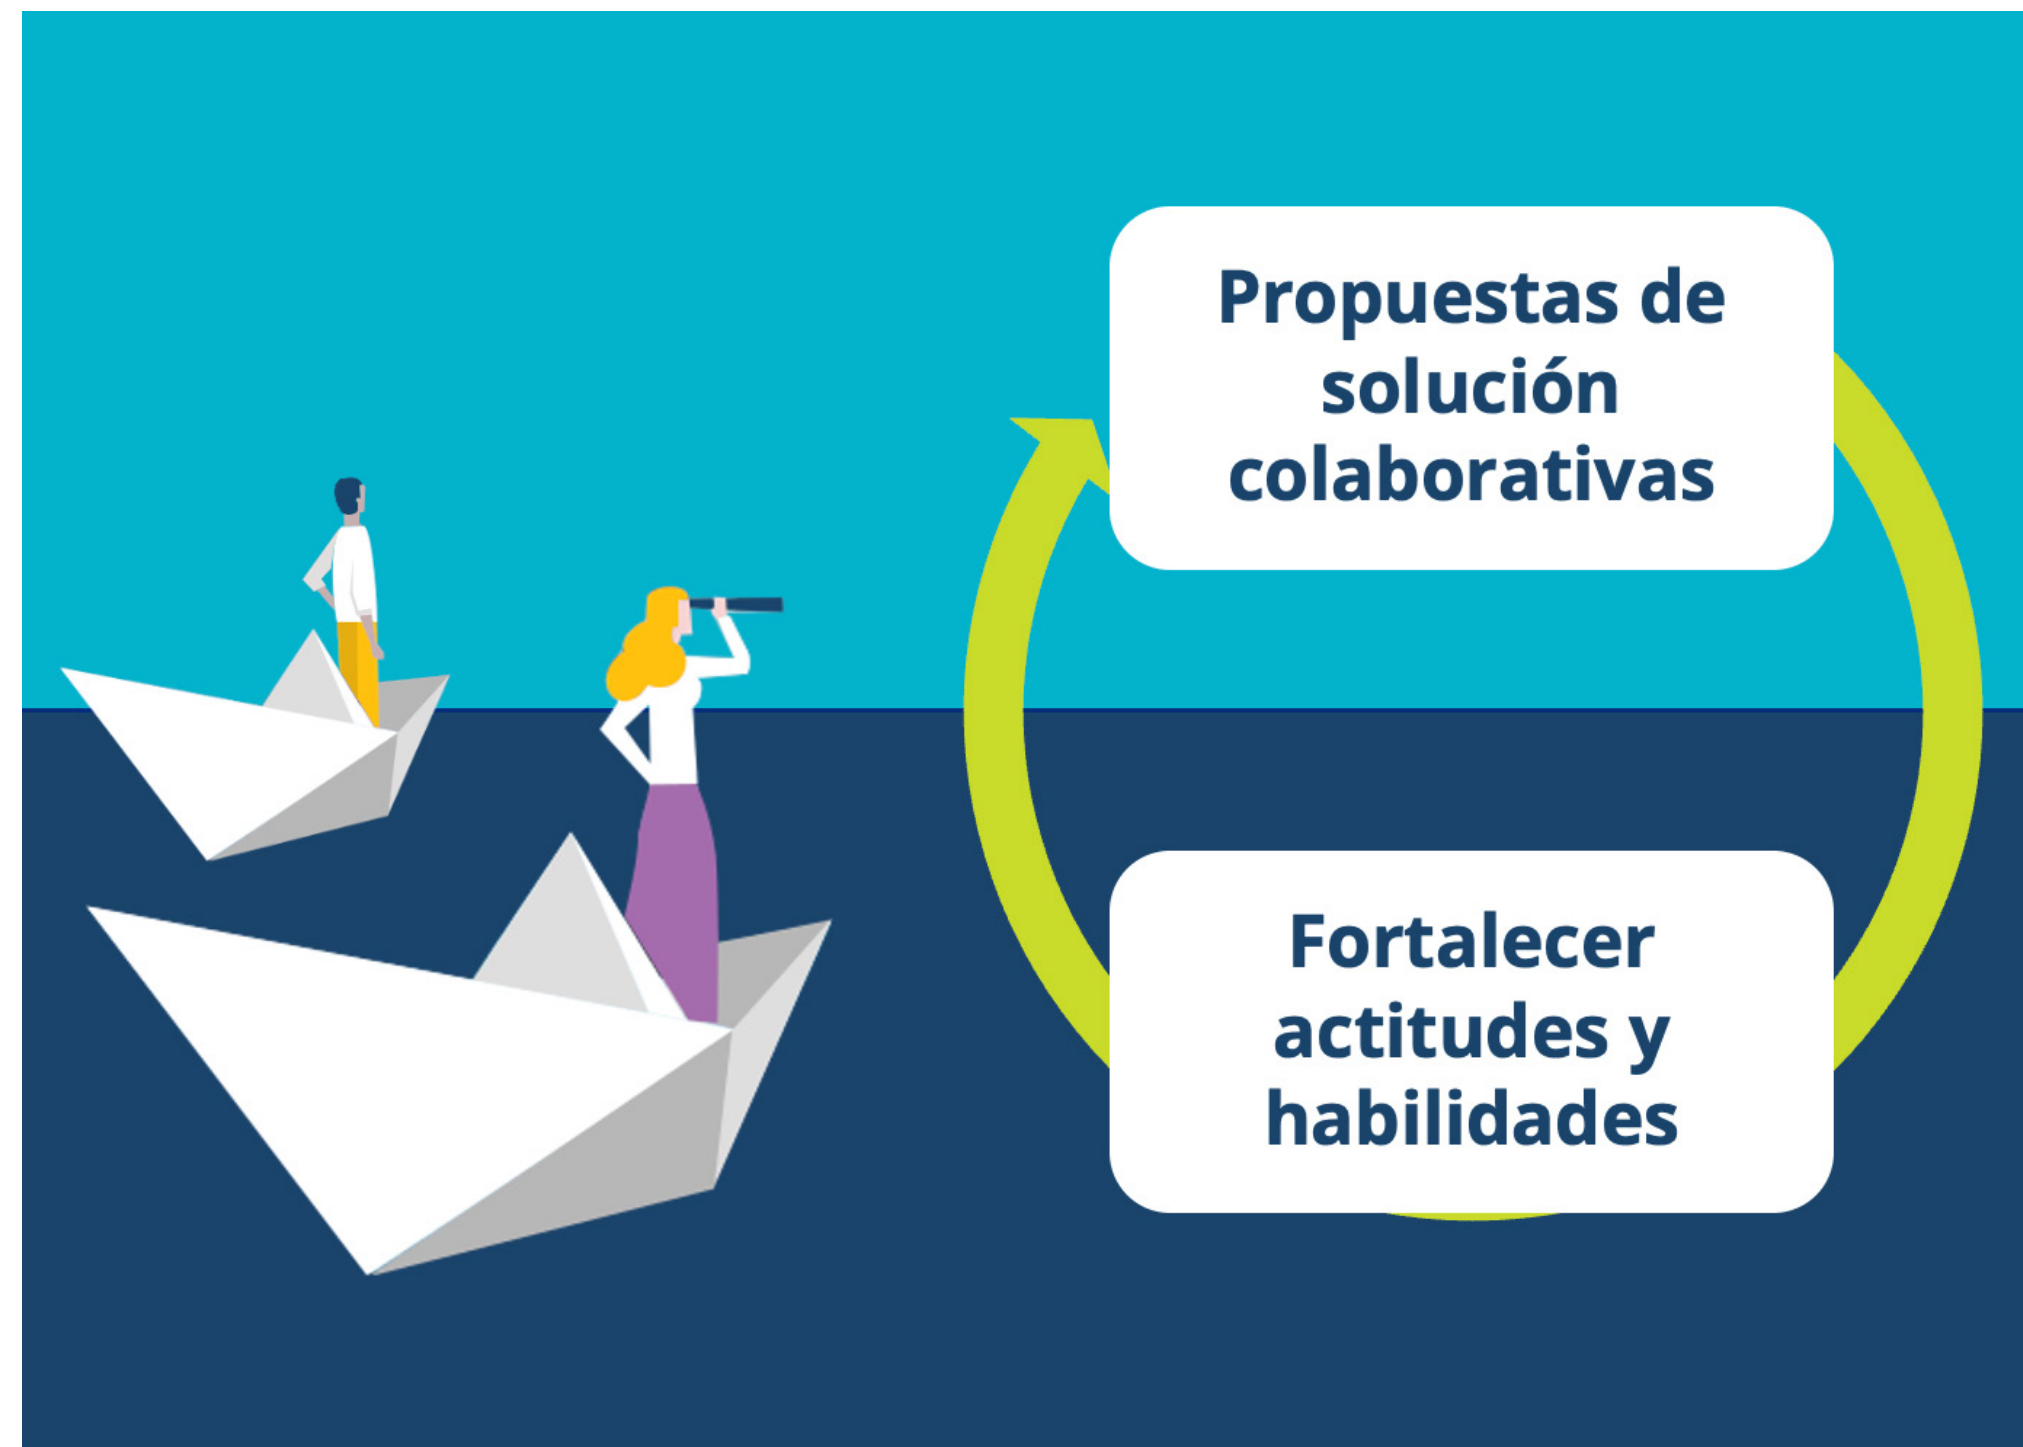 Propuestas de
solución
colaborativas
Fortalecer
actitudes y
habilidades